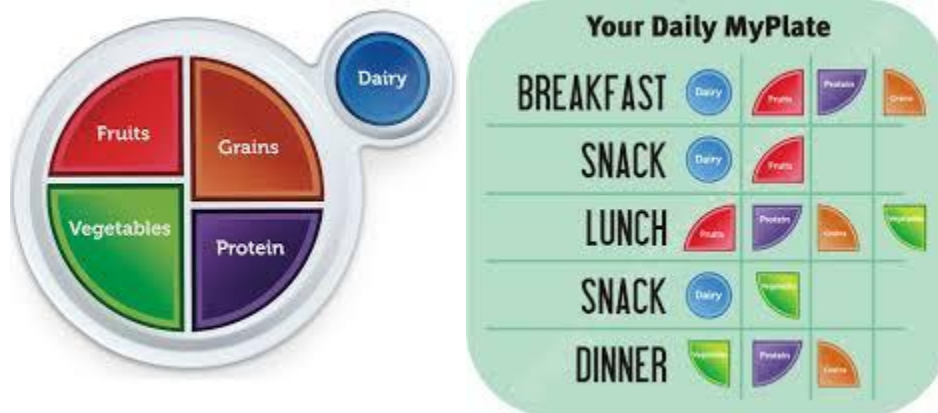 Dairy
Fruits
Grains
Vegetables
Protein
Your Daily MyPlate
BREAKFAST Dairy Fruits Protein Grains
SNACK Dairy Fruits
LUNCH Fruits Protein Grains Vegetables
SNACK Dairy Vegetables
DINNER Vegetables Protein Grains